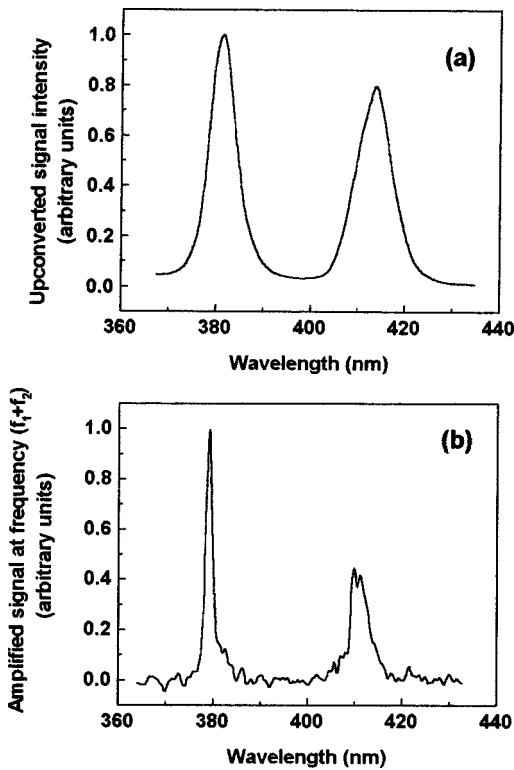 (a)
Upconverted signal intensity
(arbitrary units)
1.0
0.8
0.6
0.4
0.2
0.0
360
380
400
420
440
Wavelength (nm)
(b)
Amplified signal at frequency (f₁+f₂)
(arbitrary units)
1.0
0.8
0.6
0.4
0.2
0.0
360
380
400
420
440
Wavelength (nm)